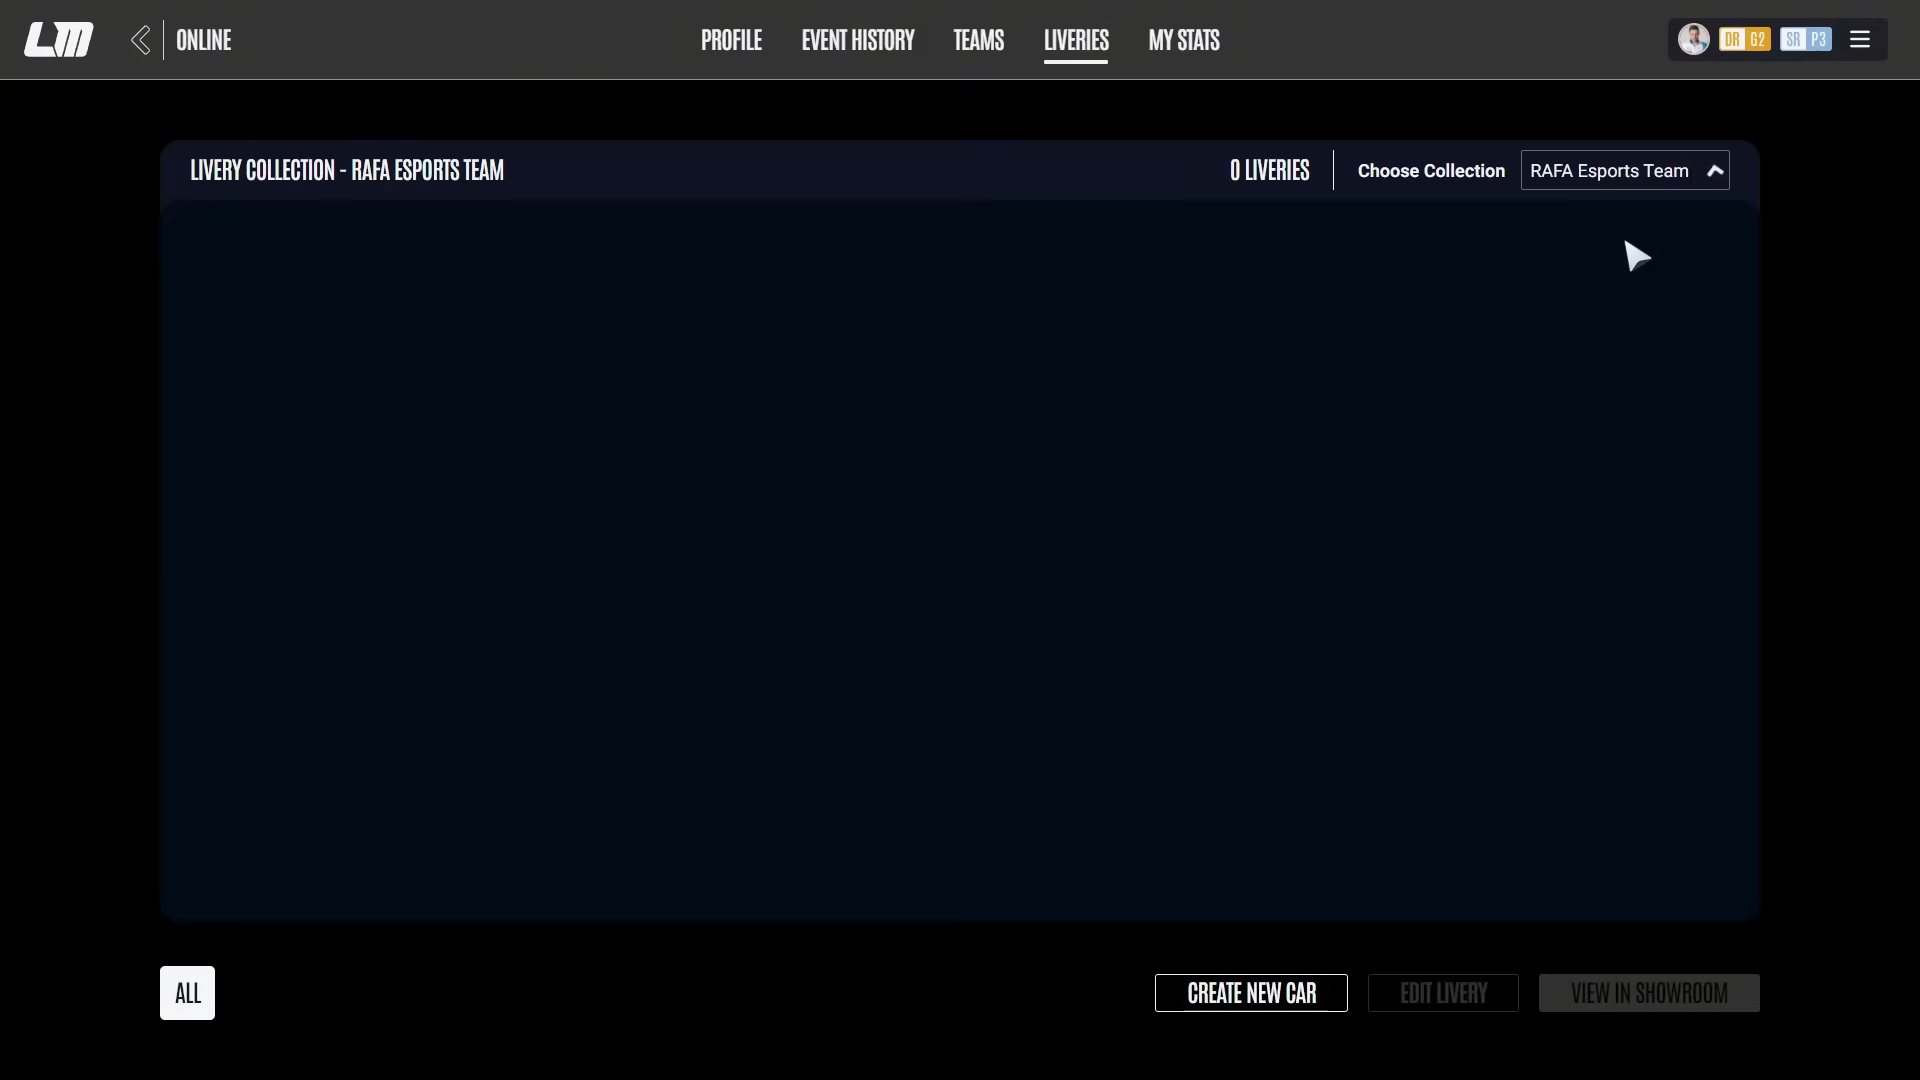 LM
ONLINE
PROFILE
EVENT HISTORY
TEAMS
LIVERIES
MY STATS
DR G2
SR P3
LIVERY COLLECTION - RAFA ESPORTS TEAM
0 LIVERIES
Choose Collection
RAFA Esports Team
ALL
CREATE NEW CAR
EDIT LIVERY
VIEW IN SHOWROOM